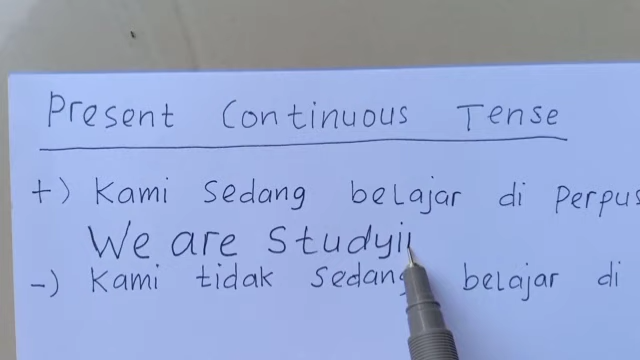 Present Continuous Tense
+) Kami Sedang belajar di Perpus
We are Studyi
-) Kami tidak Sedang belajar di